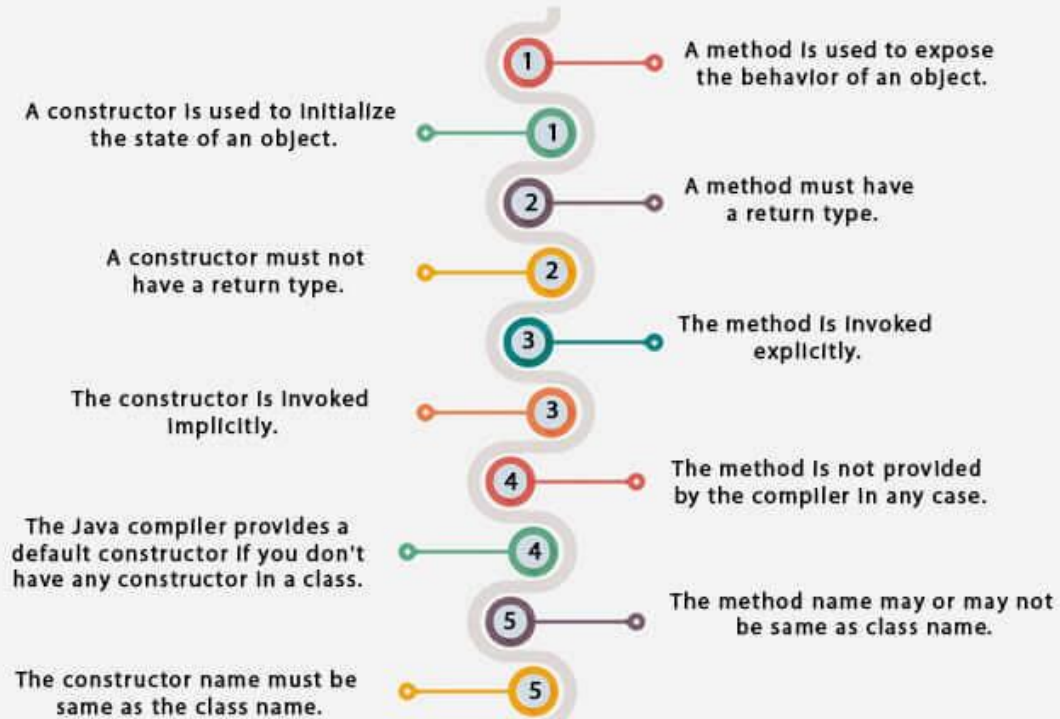 1
A method is used to expose
the behavior of an object.
A constructor is used to initialize
the state of an object.
1
2
A method must have
a return type.
A constructor must not
have a return type.
2
3
The method is invoked
explicitly.
The constructor is invoked
implicitly.
3
4
The method is not provided
by the compiler in any case.
The Java compiler provides a
default constructor if you don't
have any constructor in a class.
4
5
The method name may or may not
be same as class name.
The constructor name must be
same as the class name.
5